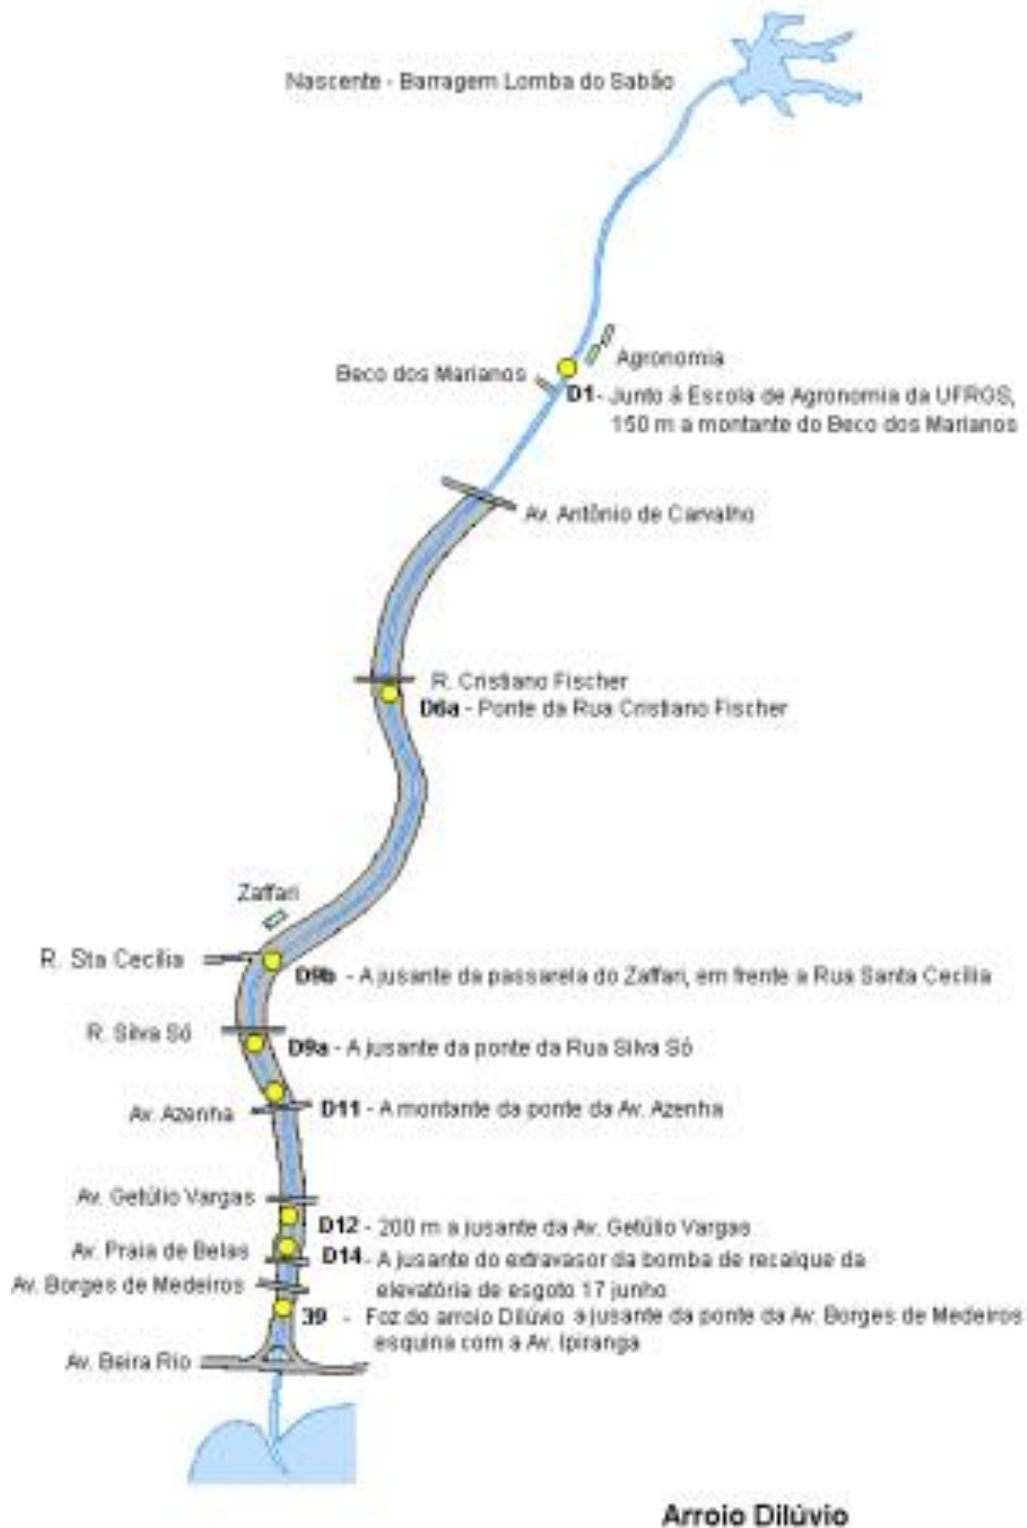 Nascente - Barragem Lomba do Sabão
Agronomia
Beco dos Marianos
D1 - Junto á Escola de Agronomia da UFRGS,
150 m a montante do Beco dos Marianos
Av. Antônio de Carvalho
R. Cristiano Fischer
D6a - Ponte da Rua Cristiano Fischer
Zaffari
R. Sta Cecília
D9b - A jusante da passarela do Zaffari, em frente a Rua Santa Cecília
R. Silva Só
D9a - A jusante da ponte da Rua Silva Só
Av. Azenha
D11 - A montante da ponte da Av. Azenha
Av. Getúlio Vargas
D12 - 200 m a jusante da Av. Getúlio Vargas
Av. Praia de Belas
D14 - A jusante do extravasor da bomba de recalque da
elevatória de esgoto 17 junho
Av. Borges de Medeiros
39 - Foz do arroio Dilúvio a jusante da ponte da Av. Borges de Medeiros
esquina com a Av. Ipiranga
Av. Beira Rio
Arroio Dilúvio